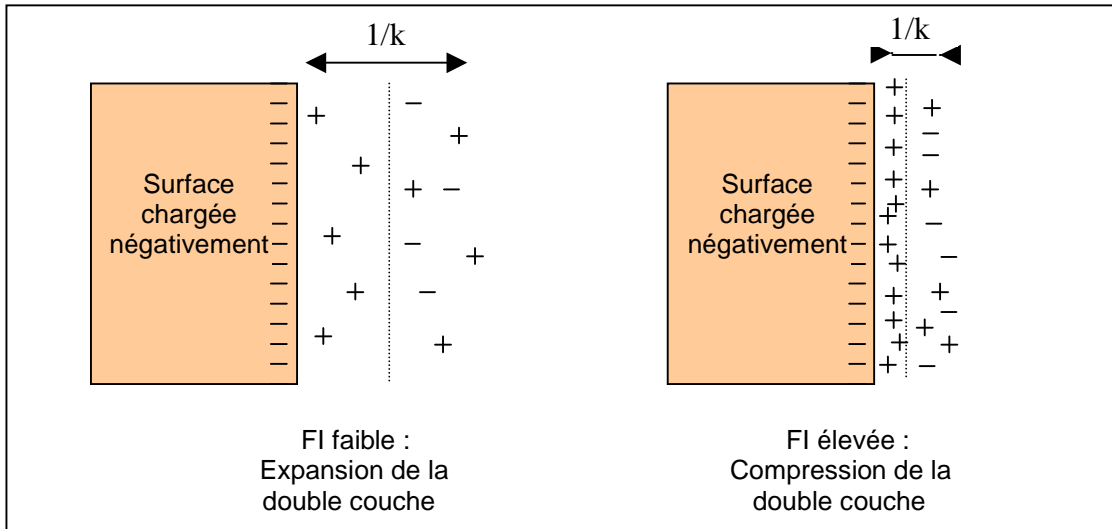 1/k
Surface
chargée
négativement
FI faible :
Expansion de la
double couche
1/k
Surface
chargée
négativement
FI élevée :
Compression de la
double couche